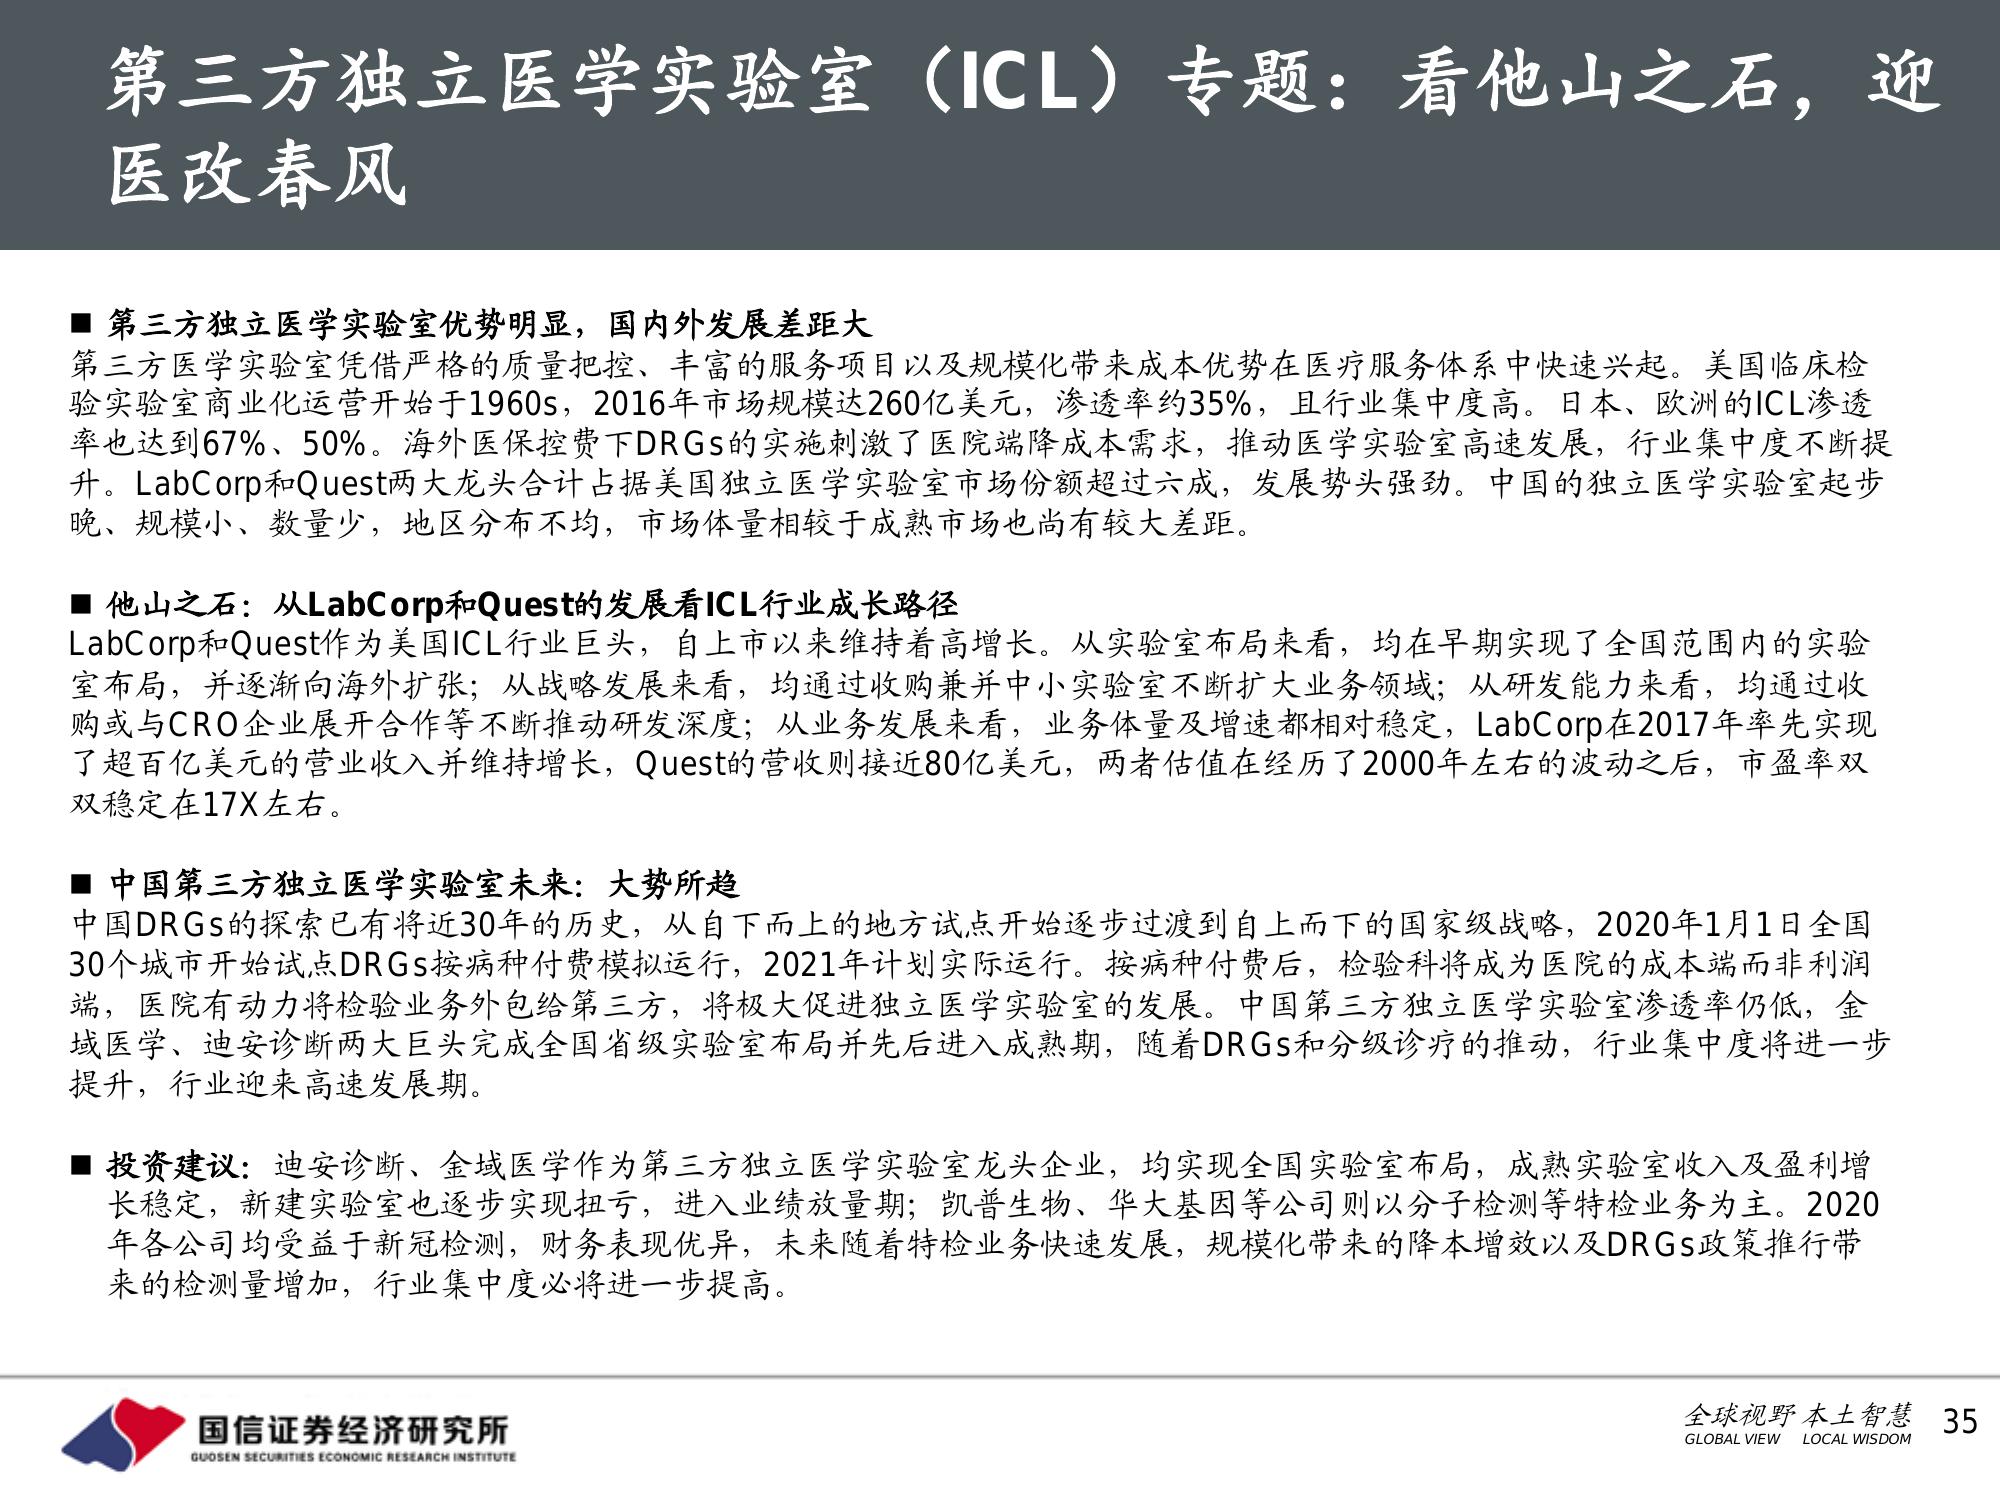 第三方独立医学实验室（ICL）专题：看他山之石，迎
医改春风
■ 第三方独立医学实验室优势明显，国内外发展差距大
第三方医学实验室凭借严格的质量把控、丰富的服务项目以及规模化带来成本优势在医疗服务体系中快速兴起。美国临床检
验实验室商业化运营开始于1960s，2016年市场规模达260亿美元，渗透率约35%，且行业集中度高。日本、欧洲的ICL渗透
率也达到67%、50%。海外医保控费下DRGs的实施刺激了医院端降成本需求，推动医学实验室高速发展，行业集中度不断提
升。LabCorp和Quest两大龙头合计占据美国独立医学实验室市场份额超过六成，发展势头强劲。中国的独立医学实验室起步
晚、规模小、数量少，地区分布不均，市场体量相较于成熟市场也尚有较大差距。
■ 他山之石：从LabCorp和Quest的发展看ICL行业成长路径
LabCorp和Quest作为美国ICL行业巨头，自上市以来维持着高增长。从实验室布局来看，均在早期实现了全国范围内的实验
室布局，并逐渐向海外扩张；从战略发展来看，均通过收购兼并中小实验室不断扩大业务领域；从研发能力来看，均通过收
购或与CRO企业展开合作等不断推动研发深度；从业务发展来看，业务体量及增速都相对稳定，LabCorp在2017年率先实现
了超百亿美元的营业收入并维持增长，Quest的营收则接近80亿美元，两者估值在经历了2000年左右的波动之后，市盈率双
双稳定在17X左右。
■ 中国第三方独立医学实验室未来：大势所趋
中国DRGs的探索已有将近30年的历史，从自下而上的地方试点开始逐步过渡到自上而下的国家级战略，2020年1月1日全国
30个城市开始试点DRGs按病种付费模拟运行，2021年计划实际运行。按病种付费后，检验科将成为医院的成本端而非利润
端，医院有动力将检验业务外包给第三方，将极大促进独立医学实验室的发展。中国第三方独立医学实验室渗透率仍低，金
域医学、迪安诊断两大巨头完成全国省级实验室布局并先后进入成熟期，随着DRGs和分级诊疗的推动，行业集中度将进一步
提升，行业迎来高速发展期。
■ 投资建议：迪安诊断、金域医学作为第三方独立医学实验室龙头企业，均实现全国实验室布局，成熟实验室收入及盈利增
长稳定，新建实验室也逐步实现扭亏，进入业绩放量期；凯普生物、华大基因等公司则以分子检测等特检业务为主。2020
年各公司均受益于新冠检测，财务表现优异，未来随着特检业务快速发展，规模化带来的降本增效以及DRGs政策推行带
来的检测量增加，行业集中度必将进一步提高。
国信证券经济研究所
GUOSEN SECURITIES ECONOMIC RESEARCH INSTITUTE
全球视野 本土智慧
GLOBAL VIEW LOCAL WISDOM
35